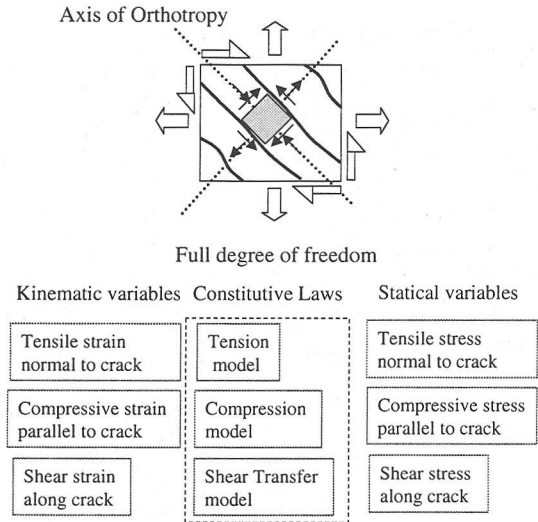 Axis of Orthotropy
Full degree of freedom
Kinematic variables Constitutive Laws Statical variables
Tensile strain
normal to crack
Tension
model
Tensile stress
normal to crack
Compressive strain
parallel to crack
Compression
model
Compressive stress
parallel to crack
Shear strain
along crack
Shear Transfer
model
Shear stress
along crack